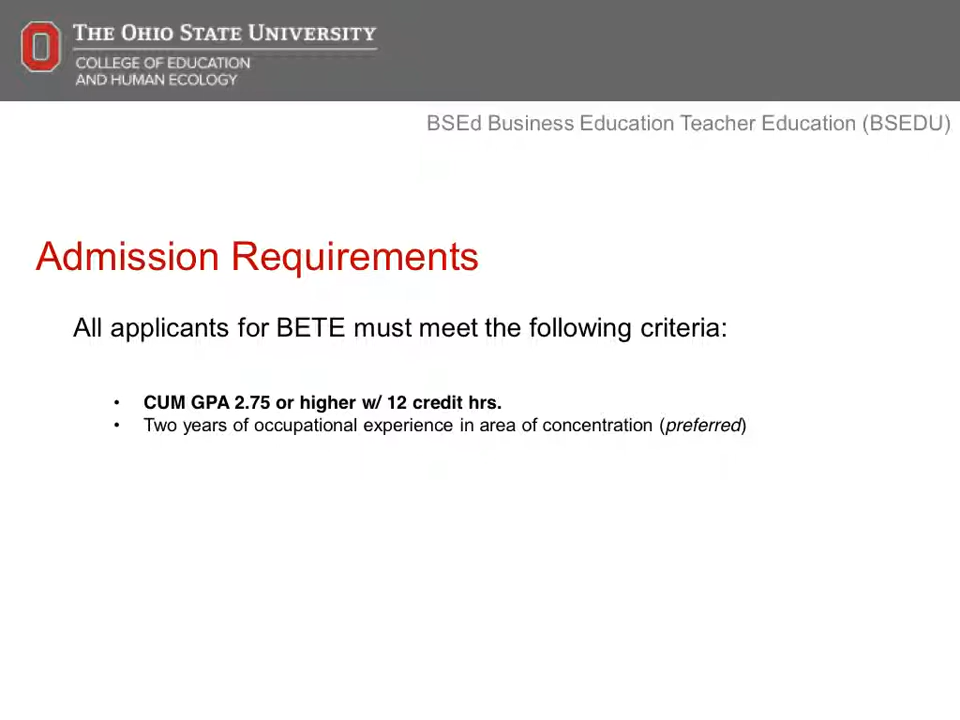 THE OHIO STATE UNIVERSITY
COLLEGE OF EDUCATION
AND HUMAN ECOLOGY
BSEd Business Education Teacher Education (BSEDU)
Admission Requirements
All applicants for BETE must meet the following criteria:
• CUM GPA 2.75 or higher w/ 12 credit hrs.
• Two years of occupational experience in area of concentration (preferred)